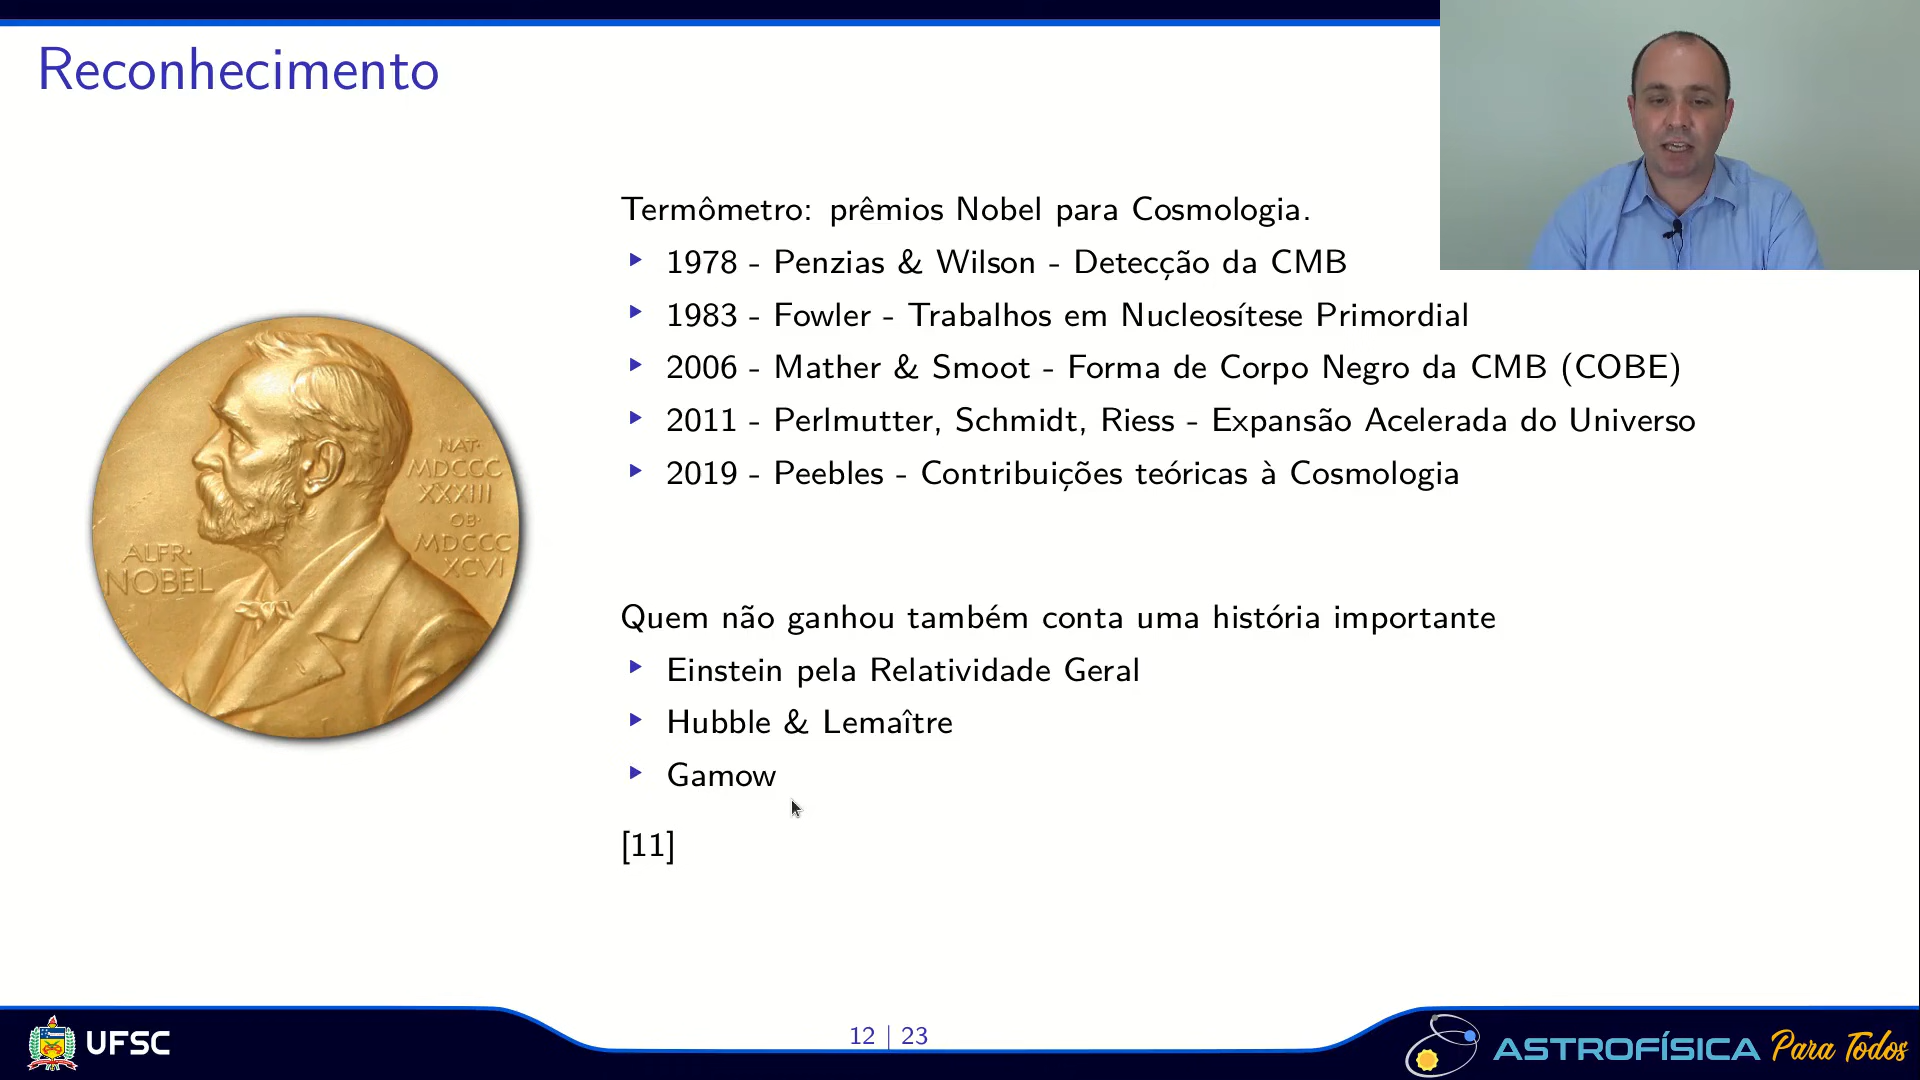 Reconhecimento
Termômetro: prêmios Nobel para Cosmologia.
1978 - Penzias & Wilson - Detecção da CMB
1983 - Fowler - Trabalhos em Nucleosítese Primordial
2006 - Mather & Smoot - Forma de Corpo Negro da CMB (COBE)
2011 - Perlmutter, Schmidt, Riess - Expansão Acelerada do Universo
2019 - Peebles - Contribuições teóricas à Cosmologia
NAT·
MDCCC
XXXIII
OB·
MDCCC
XCVI
ALFR·
NOBEL
Quem não ganhou também conta uma história importante
Einstein pela Relatividade Geral
Hubble & Lemaître
Gamow
[11]
UFSC
12 | 23
ASTROFÍSICA Para Todos